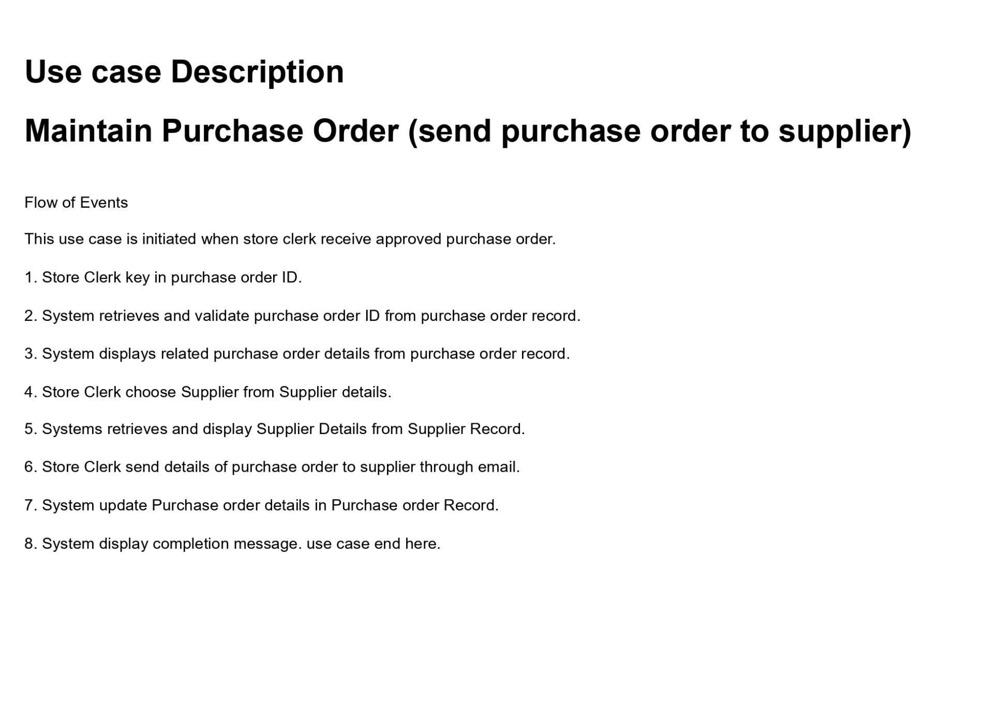 Use case Description
Maintain Purchase Order (send purchase order to supplier)
Flow of Events
This use case is initiated when store clerk receive approved purchase order.
1. Store Clerk key in purchase order ID.
2. System retrieves and validate purchase order ID from purchase order record.
3. System displays related purchase order details from purchase order record.
4. Store Clerk choose Supplier from Supplier details.
5. Systems retrieves and display Supplier Details from Supplier Record.
6. Store Clerk send details of purchase order to supplier through email.
7. System update Purchase order details in Purchase order Record.
8. System display completion message. use case end here.